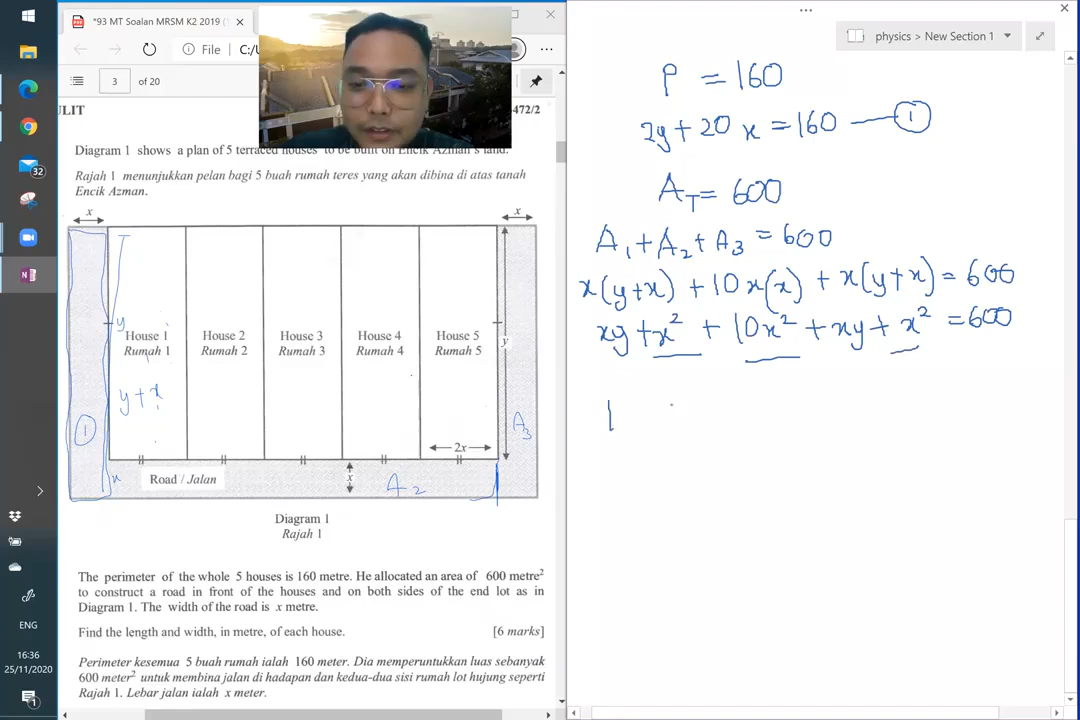 *93 MT Soalan MRSM K2 2019 (
File
C:/
3 of 20
ULIT
472/2
Diagram 1 shows a plan of 5 terraced houses to be built on Encik Azman's land.
Rajah 1 menunjukkan pelan bagi 5 buah rumah teres yang akan dibina di atas tanah
Encik Azman.
x
x
y
House 1
Rumah 1
House 2
Rumah 2
House 3
Rumah 3
House 4
Rumah 4
House 5
Rumah 5
y
y + x
1
A3
2x
x
Road / Jalan
x
A2
Diagram 1
Rajah 1
The perimeter of the whole 5 houses is 160 metre. He allocated an area of 600 metre²
to construct a road in front of the houses and on both sides of the end lot as in
Diagram 1. The width of the road is x metre.
Find the length and width, in metre, of each house. [6 marks]
Perimeter kesemua 5 buah rumah ialah 160 meter. Dia memperuntukkan luas sebanyak
600 meter² untuk membina jalan di hadapan dan kedua-dua sisi rumah lot hujung seperti
Rajah 1. Lebar jalan ialah x meter.
physics > New Section 1
P = 160
2y + 20x = 160 — 1
A_T = 600
A1 + A2 + A3 = 600
x(y+x) + 10x(x) + x(y+x) = 600
xy + x² + 10x² + xy + x² = 600
1
32
ENG
16:36
25/11/2020
1